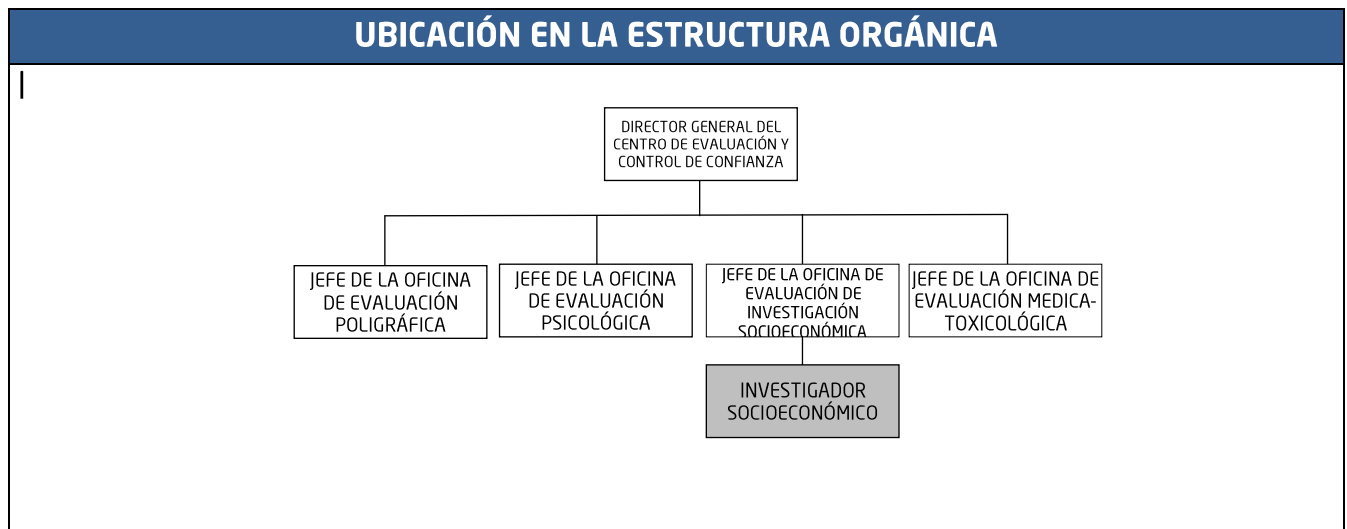 UBICACIÓN EN LA ESTRUCTURA ORGÁNICA
DIRECTOR GENERAL DEL
CENTRO DE EVALUACIÓN Y
CONTROL DE CONFIANZA
JEFE DE LA OFICINA
DE EVALUACIÓN
POLIGRÁFICA
JEFE DE LA OFICINA
DE EVALUACIÓN
PSICOLÓGICA
JEFE DE LA OFICINA DE
EVALUACIÓN DE
INVESTIGACIÓN
SOCIOECONÓMICA
JEFE DE LA OFICINA DE
EVALUACIÓN MEDICA-
TOXICOLÓGICA
INVESTIGADOR
SOCIOECONÓMICO